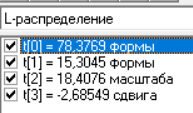 L-распределение
t[0] = 78,3769 формы
t[1] = 15,3045 формы
t[2] = 18,4076 масштаба
t[3] = -2,68549 сдвига